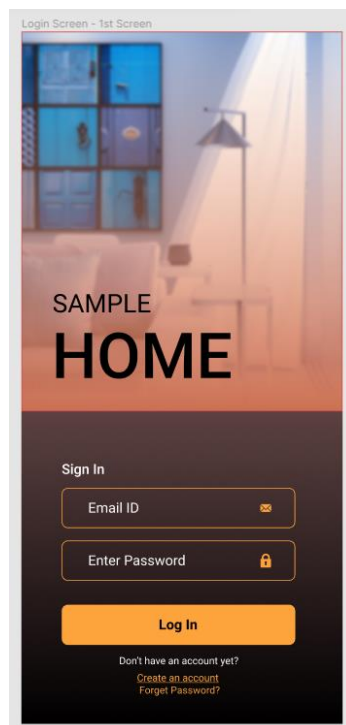 Login Screen - 1st Screen
SAMPLE
HOME
Sign In
Email ID
Enter Password
Log In
Don't have an account yet?
Create an account
Forget Password?